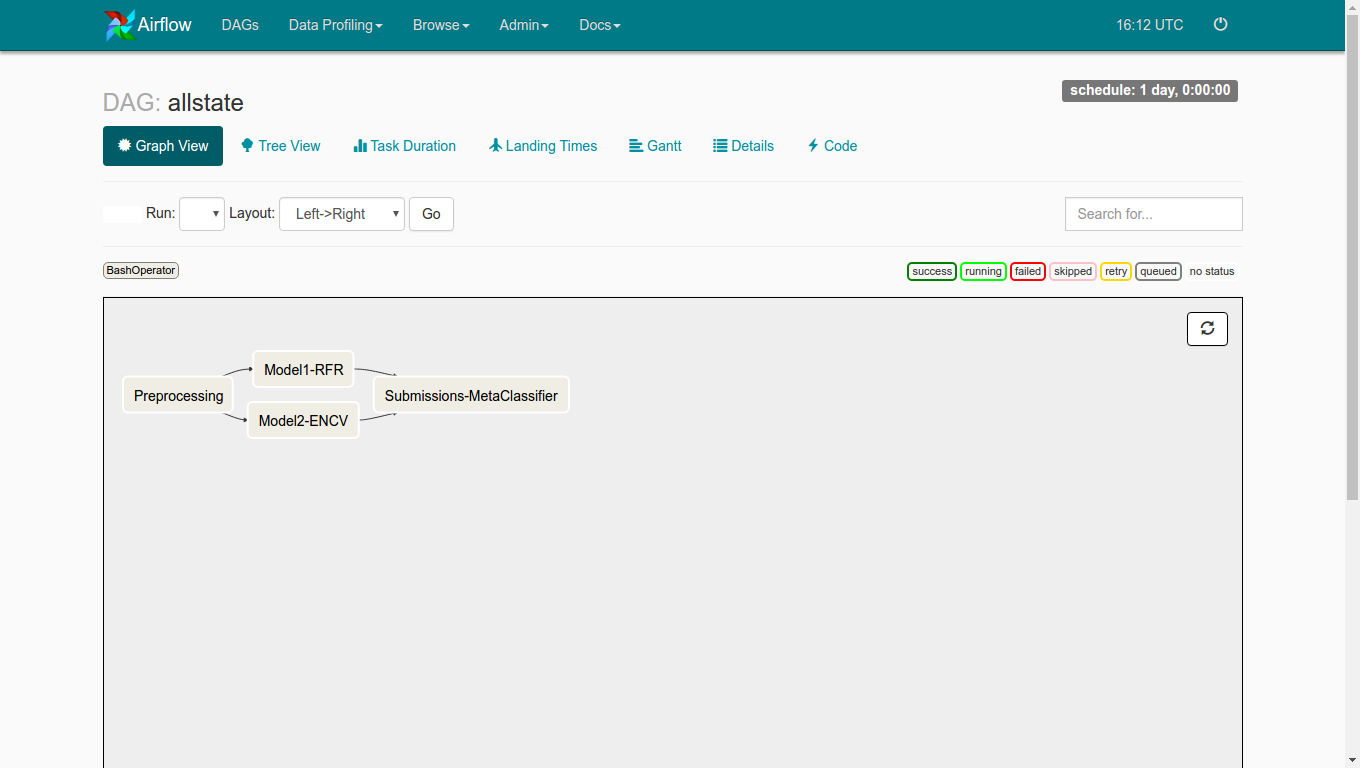 Airflow DAGs Data Profiling Browse Admin Docs 16:12 UTC
schedule: 1 day, 0:00:00
DAG: allstate
Graph View Tree View Task Duration Landing Times Gantt Details Code
Run: Layout: Left->Right Go Search for...
BashOperator success running failed skipped retry queued no status
Model1-RFR
Preprocessing Submissions-MetaClassifier
Model2-ENCV